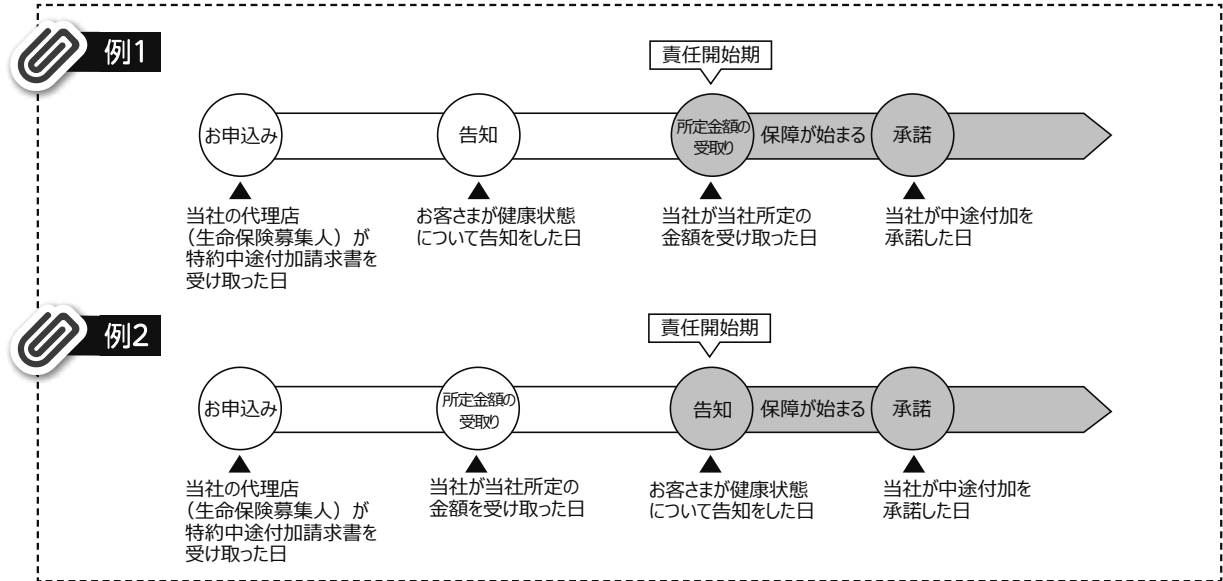 例1
責任開始期
お申込み
告知
所定金額の
受取り
保障が始まる
承諾
当社の代理店
（生命保険募集人）が
特約中途付加請求書を
受け取った日
お客さまが健康状態
について告知をした日
当社が当社所定の
金額を受け取った日
当社が中途付加を
承諾した日
例2
責任開始期
お申込み
所定金額の
受取り
告知
保障が始まる
承諾
当社の代理店
（生命保険募集人）が
特約中途付加請求書を
受け取った日
当社が当社所定の
金額を受け取った日
お客さまが健康状態
について告知をした日
当社が中途付加を
承諾した日